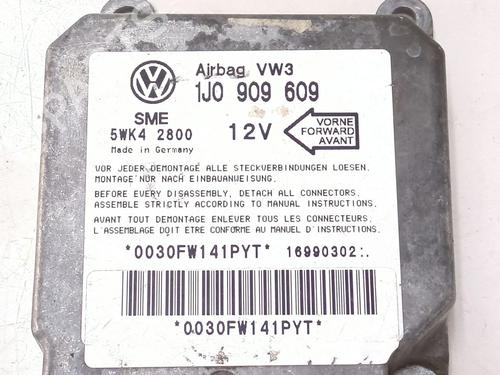 Airbag VW3
1J0 909 609
SME
5WK4 2800
Made in Germany
12V
VORNE
FORWARD
AVANT
VOR JEDER DEMONTAGE ALLE STECKVERBINDUNGEN LOESEN.
MONTAGE NUR NACH EINBAUANWEISUNG.
BEFORE EVERY DISASSEMBLY, DETACH ALL CONNECTORS.
ASSEMBLE STRICTLY ACCORDING TO MANUAL INSTRUCTIONS.
AVANT TOUT DEMONTAGE ENLEVER TOUS LES CONNECTEURS.
L'ASSEMBLAGE DOIT ÊTRE CONFORME AU MANUEL D'INSTRUCTIONS.
*0030FW141PYT* 16990302:.
*0030FW141PYT*